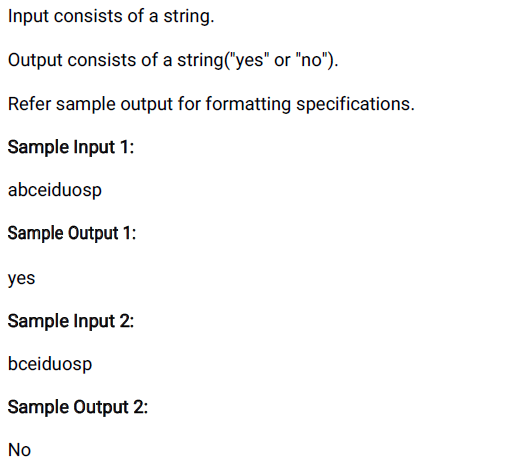 Input consists of a string.
Output consists of a string("yes" or "no").
Refer sample output for formatting specifications.
Sample Input 1:
abceiduosp
Sample Output 1:
yes
Sample Input 2:
bceiduosp
Sample Output 2:
No